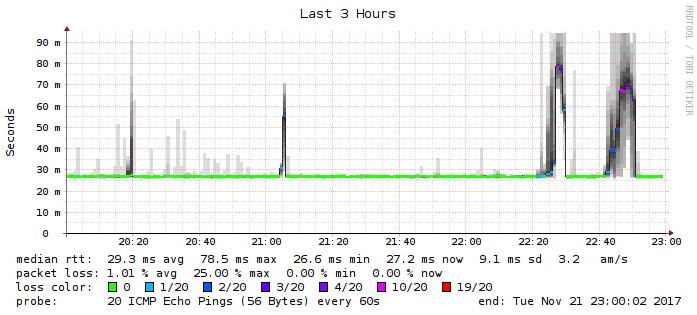 Last 3 Hours
RRDTOOL / TOBI OETIKER
Seconds
90 m
80 m
70 m
60 m
50 m
40 m
30 m
20 m
10 m
0
20:20 20:40 21:00 21:20 21:40 22:00 22:20 22:40 23:00
median rtt: 29.3 ms avg 78.5 ms max 26.6 ms min 27.2 ms now 9.1 ms sd 3.2 am/s
packet loss: 1.01 % avg 25.00 % max 0.00 % min 0.00 % now
loss color: 0 1/20 2/20 3/20 4/20 10/20 19/20
probe: 20 ICMP Echo Pings (56 Bytes) every 60s end: Tue Nov 21 23:00:02 2017